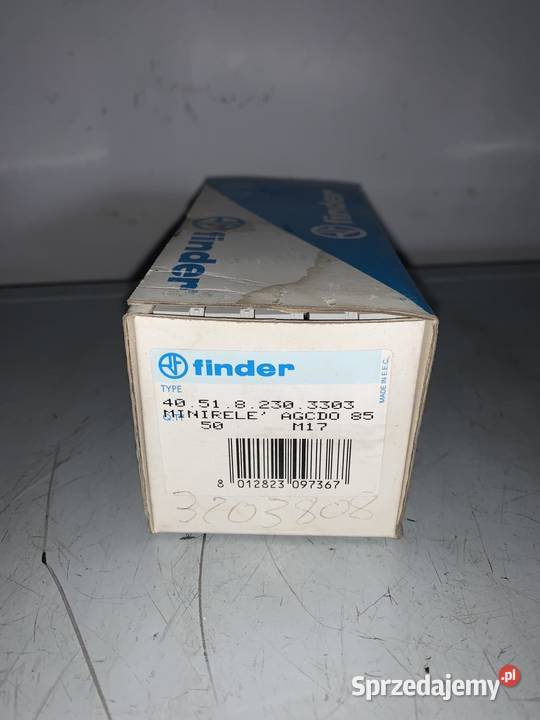 finder
finder
finder
TYPE
MADE IN E.E.C.
40.51.8.230.3303
MINIRELE' AGCDO 85
Q.TY
50 M17
8 012823 097367
3203808
Sprzedajemy.pl